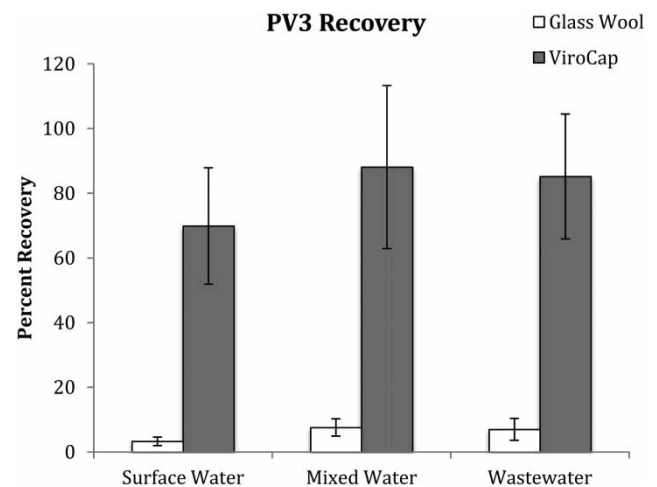 PV3 Recovery
Glass Wool
ViroCap
Percent Recovery
120
100
80
60
40
20
0
Surface Water
Mixed Water
Wastewater